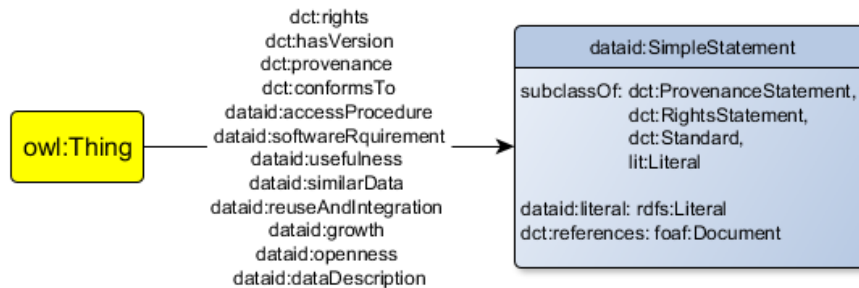 dct:rights
dct:hasVersion
dct:provenance
dct:conformsTo
dataid:accessProcedure
dataid:softwareRquirement
dataid:usefulness
dataid:similarData
dataid:reuseAndIntegration
dataid:growth
dataid:openness
dataid:dataDescription
owl:Thing
dataid:SimpleStatement
subclassOf: dct:ProvenanceStatement,
dct:RightsStatement,
dct:Standard,
lit:Literal
dataid:literal: rdfs:Literal
dct:references: foaf:Document